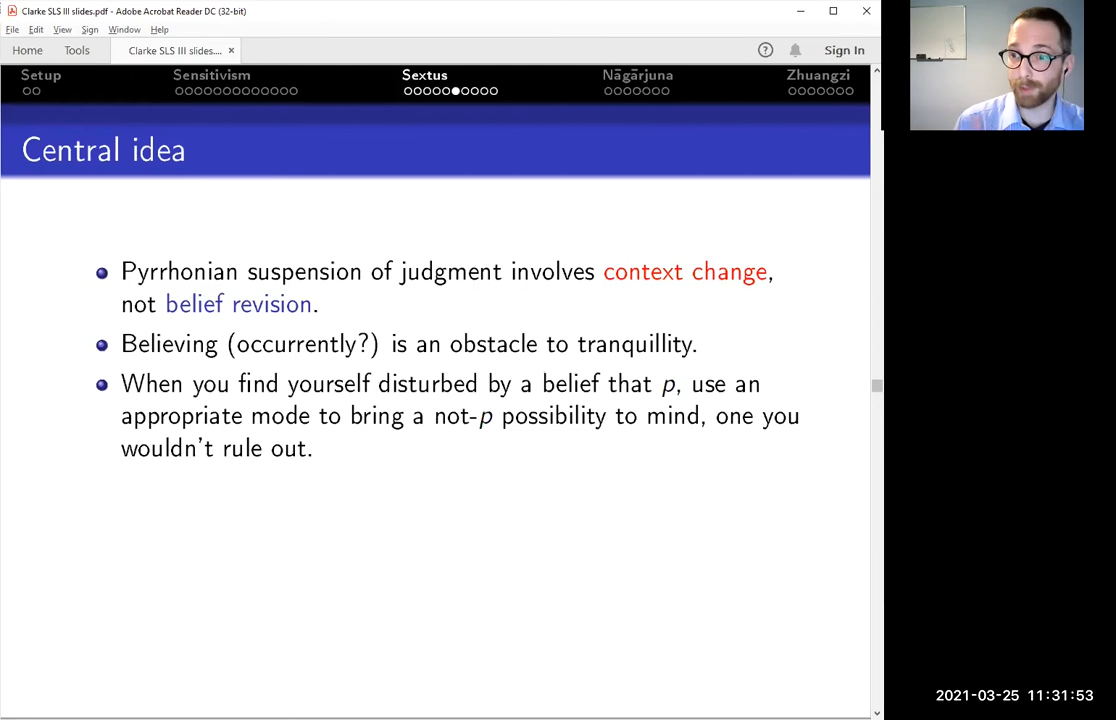 Clarke SLS III slides.pdf - Adobe Acrobat Reader DC (32-bit)
File Edit View Sign Window Help
Home Tools Clarke SLS III slides.... × Sign In
Setup Sensitivism Sextus Nāgārjuna Zhuangzi
Central idea
Pyrrhonian suspension of judgment involves context change,
not belief revision.
Believing (occurrently?) is an obstacle to tranquillity.
When you find yourself disturbed by a belief that p, use an
appropriate mode to bring a not-p possibility to mind, one you
wouldn't rule out.
2021-03-25 11:31:53